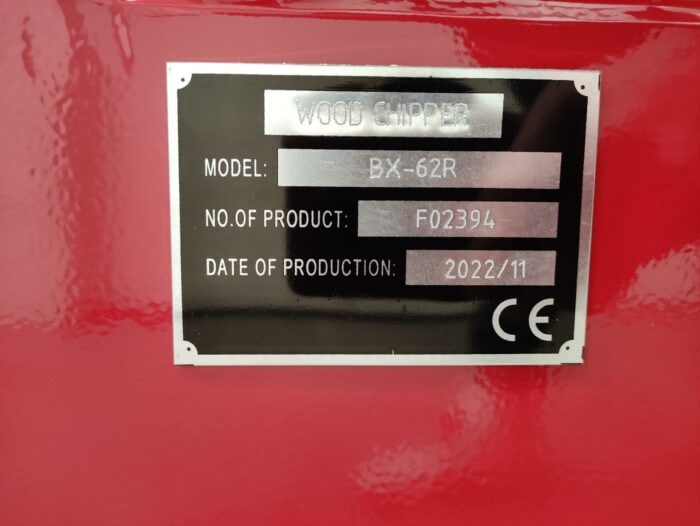 WOOD CHIPPER
MODEL: BX-62R
NO.OF PRODUCT: F02394
DATE OF PRODUCTION: 2022/11
CE